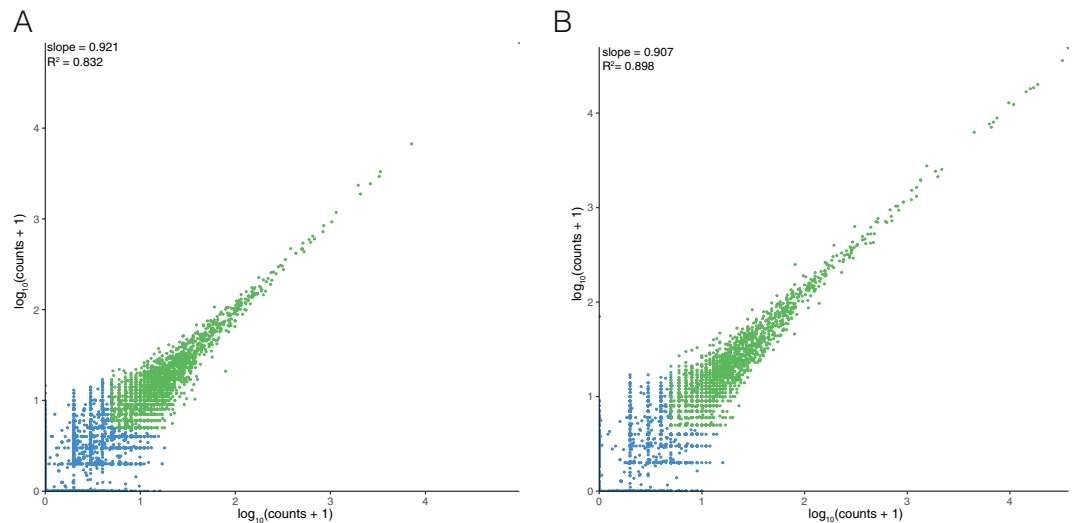 A
slope = 0.921
R² = 0.832
4
3
2
1
0
log₁₀(counts + 1)
0 1 2 3 4
log₁₀(counts + 1)
B
slope = 0.907
R²= 0.898
4
3
2
1
0
log₁₀(counts + 1)
0 1 2 3 4
log₁₀(counts + 1)